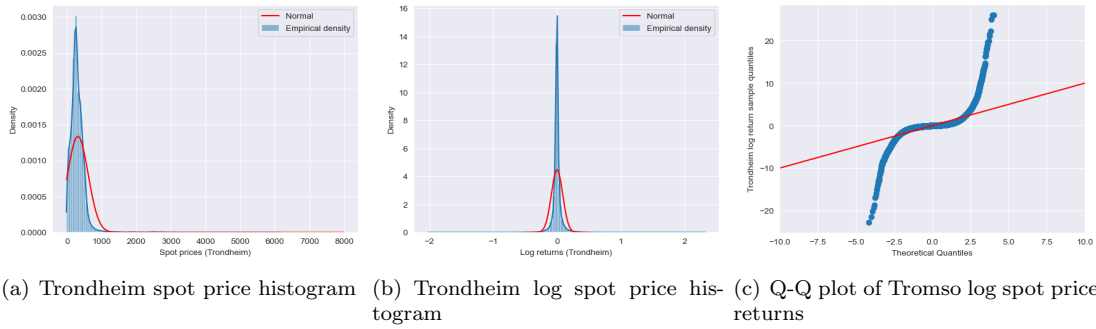 Normal
Empirical density
0.0030
0.0025
0.0020
0.0015
0.0010
0.0005
0.0000
Density
0
1000
2000
3000
4000
5000
6000
7000
8000
Spot prices (Trondheim)
Normal
Empirical density
16
14
12
10
8
6
4
2
0
Density
−2
−1
0
1
2
Log returns (Trondheim)
20
10
0
−10
−20
Trondheim log return sample quantiles
−10.0
−7.5
−5.0
−2.5
0.0
2.5
5.0
7.5
10.0
Theoretical Quantiles
(a) Trondheim spot price histogram
(b) Trondheim log spot price his-
togram
(c) Q-Q plot of Tromso log spot price
returns